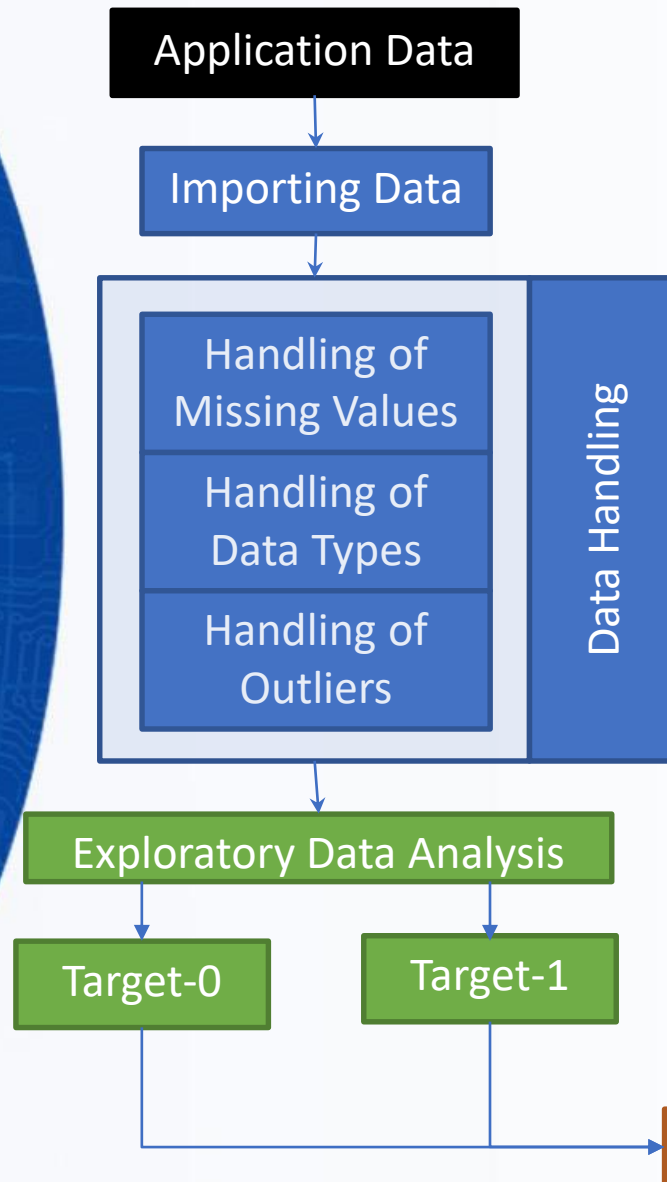 Application Data
Importing Data
Handling of
Missing Values
Handling of
Data Types
Handling of
Outliers
Data Handling
Exploratory Data Analysis
Target-0
Target-1